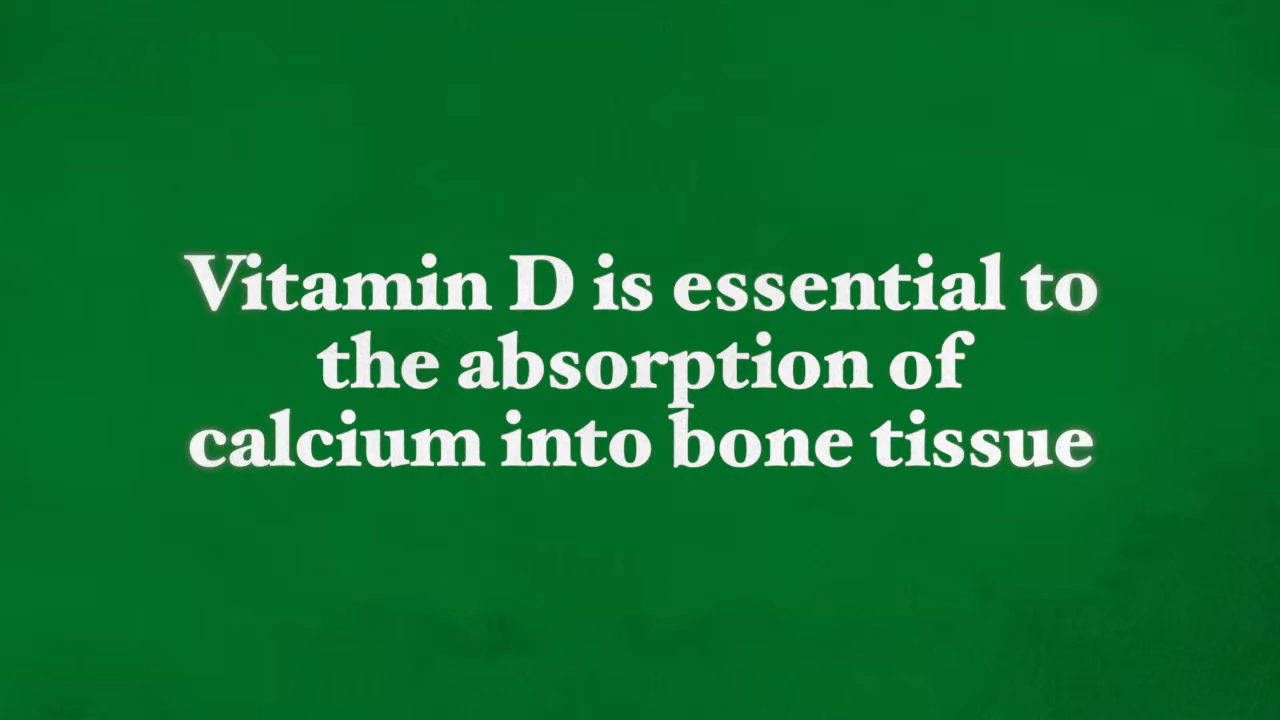 Vitamin D is essential to
the absorption of
calcium into bone tissue